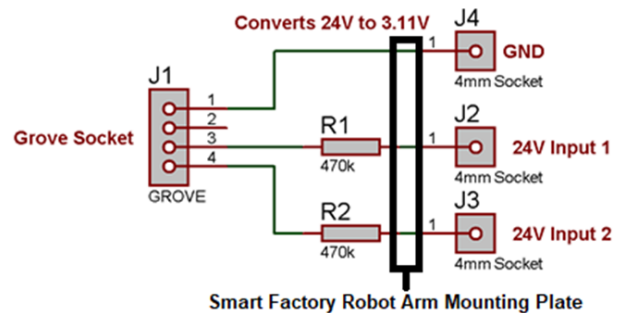 Converts 24V to 3.11V
J4
1
GND
4mm Socket
J1
1
2
3
4
Grove Socket
GROVE
R1
470k
J2
1
24V Input 1
4mm Socket
R2
470k
J3
1
24V Input 2
4mm Socket
Smart Factory Robot Arm Mounting Plate